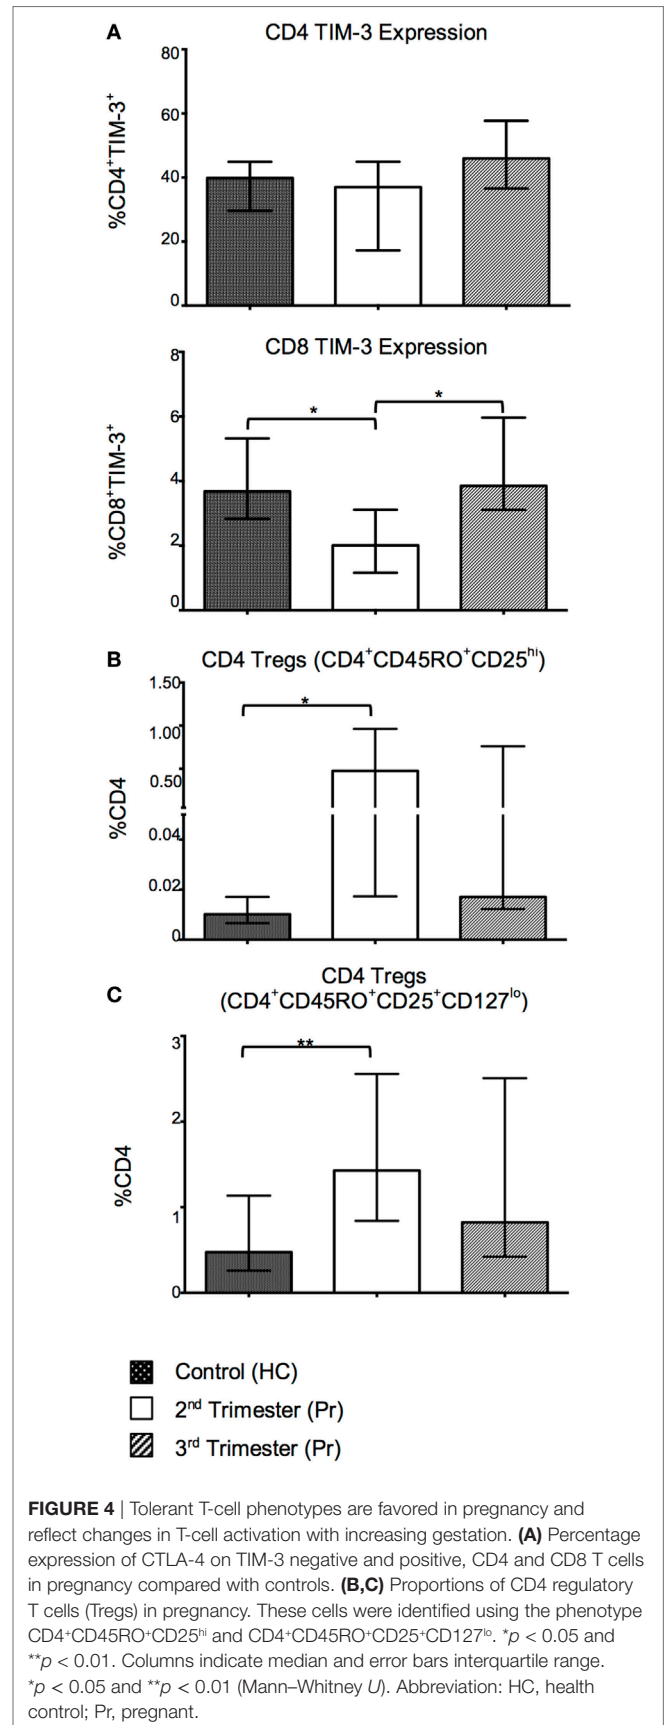 A
CD4 TIM-3 Expression
%CD4⁺TIM-3⁺
80
60
40
20
0
CD8 TIM-3 Expression
%CD8⁺TIM-3⁺
8
6
4
2
0
*
*
B
CD4 Tregs (CD4⁺CD45RO⁺CD25ʰⁱ)
%CD4
1.50
1.00
0.50
0.04
0.02
0
*
C
CD4 Tregs
(CD4⁺CD45RO⁺CD25⁺CD127ˡᵒ)
%CD4
3
2
1
0
**
Control (HC)
2ⁿᵈ Trimester (Pr)
3ʳᵈ Trimester (Pr)
FIGURE 4 | Tolerant T-cell phenotypes are favored in pregnancy and
reflect changes in T-cell activation with increasing gestation. (A) Percentage
expression of CTLA-4 on TIM-3 negative and positive, CD4 and CD8 T cells
in pregnancy compared with controls. (B,C) Proportions of CD4 regulatory
T cells (Tregs) in pregnancy. These cells were identified using the phenotype
CD4⁺CD45RO⁺CD25ʰⁱ and CD4⁺CD45RO⁺CD25⁺CD127ˡᵒ. *p < 0.05 and
**p < 0.01. Columns indicate median and error bars interquartile range.
*p < 0.05 and **p < 0.01 (Mann–Whitney U). Abbreviation: HC, health
control; Pr, pregnant.